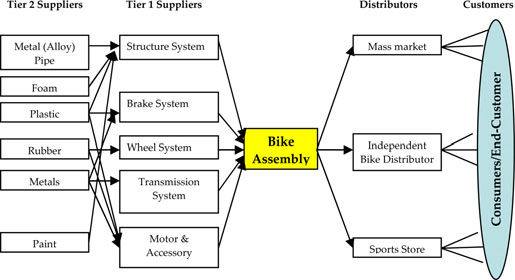 Tier 2 Suppliers
Tier 1 Suppliers
Distributors
Customers
Metal (Alloy)
Pipe
Foam
Plastic
Rubber
Metals
Paint
Structure System
Brake System
Wheel System
Transmission
System
Motor &
Accessory
Bike
Assembly
Mass market
Independent
Bike Distributor
Sports Store
Consumers/End-Customer